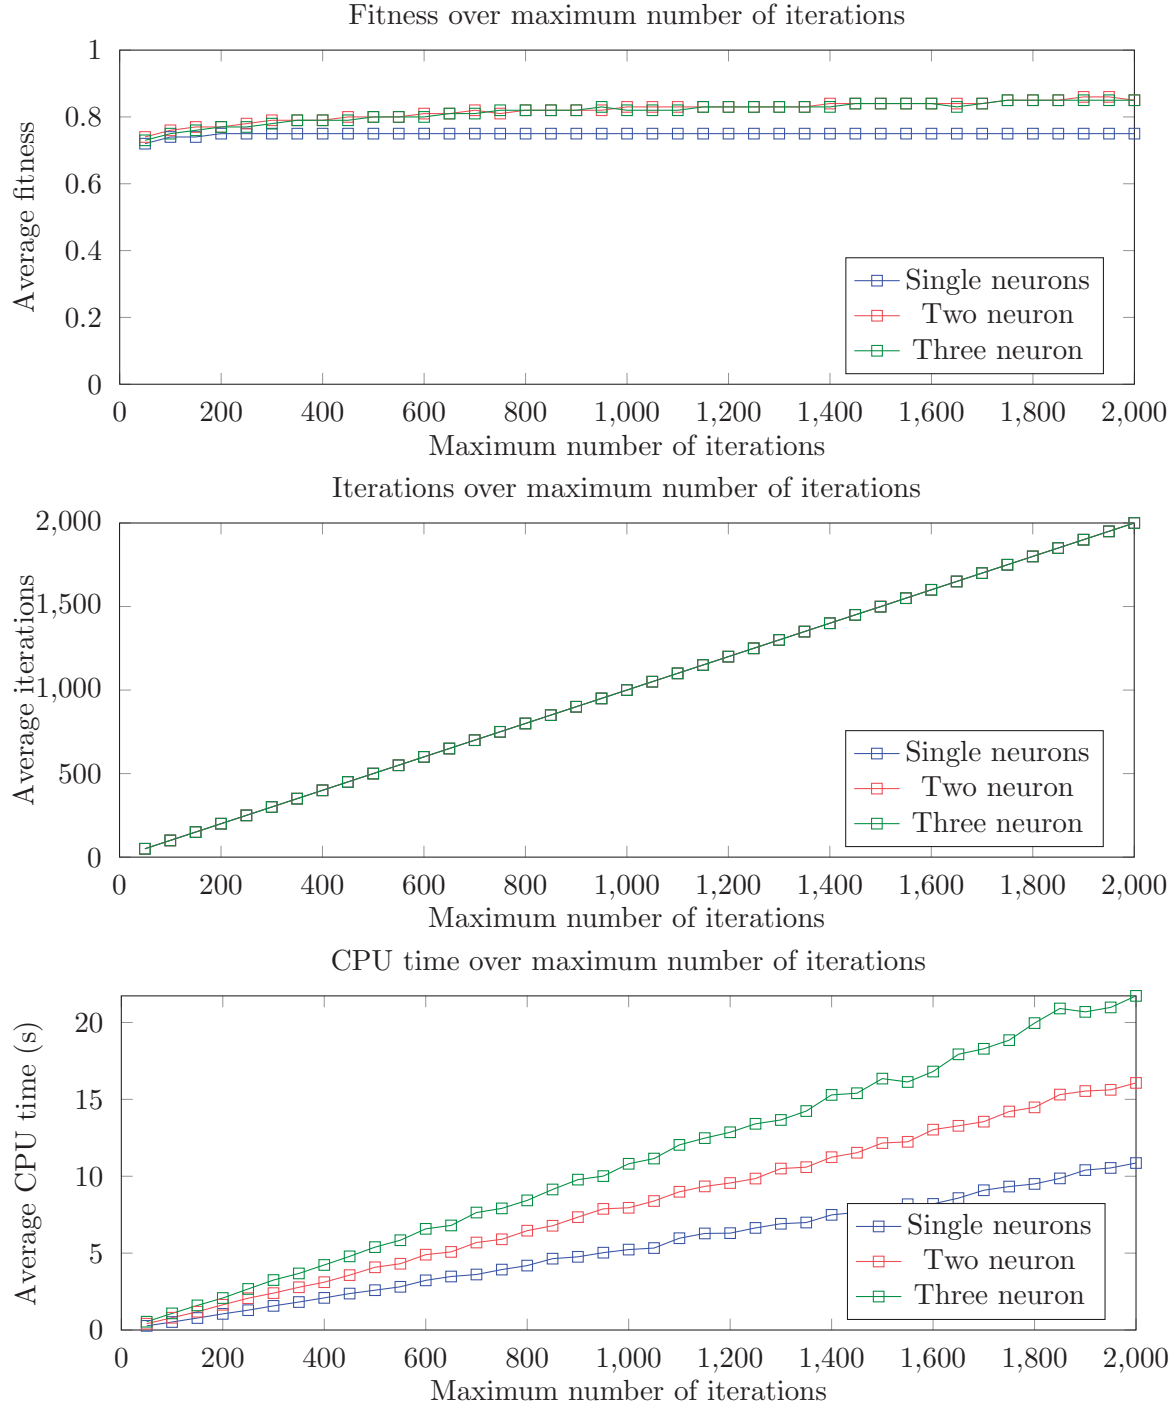 Fitness over maximum number of iterations
1
0.8
0.6
0.4
0.2
0
Average fitness
Single neurons
Two neuron
Three neuron
0 200 400 600 800 1,000 1,200 1,400 1,600 1,800 2,000
Maximum number of iterations
Iterations over maximum number of iterations
2,000
1,500
1,000
500
0
Average iterations
Single neurons
Two neuron
Three neuron
0 200 400 600 800 1,000 1,200 1,400 1,600 1,800 2,000
Maximum number of iterations
CPU time over maximum number of iterations
20
15
10
5
0
Average CPU time (s)
Single neurons
Two neuron
Three neuron
0 200 400 600 800 1,000 1,200 1,400 1,600 1,800 2,000
Maximum number of iterations